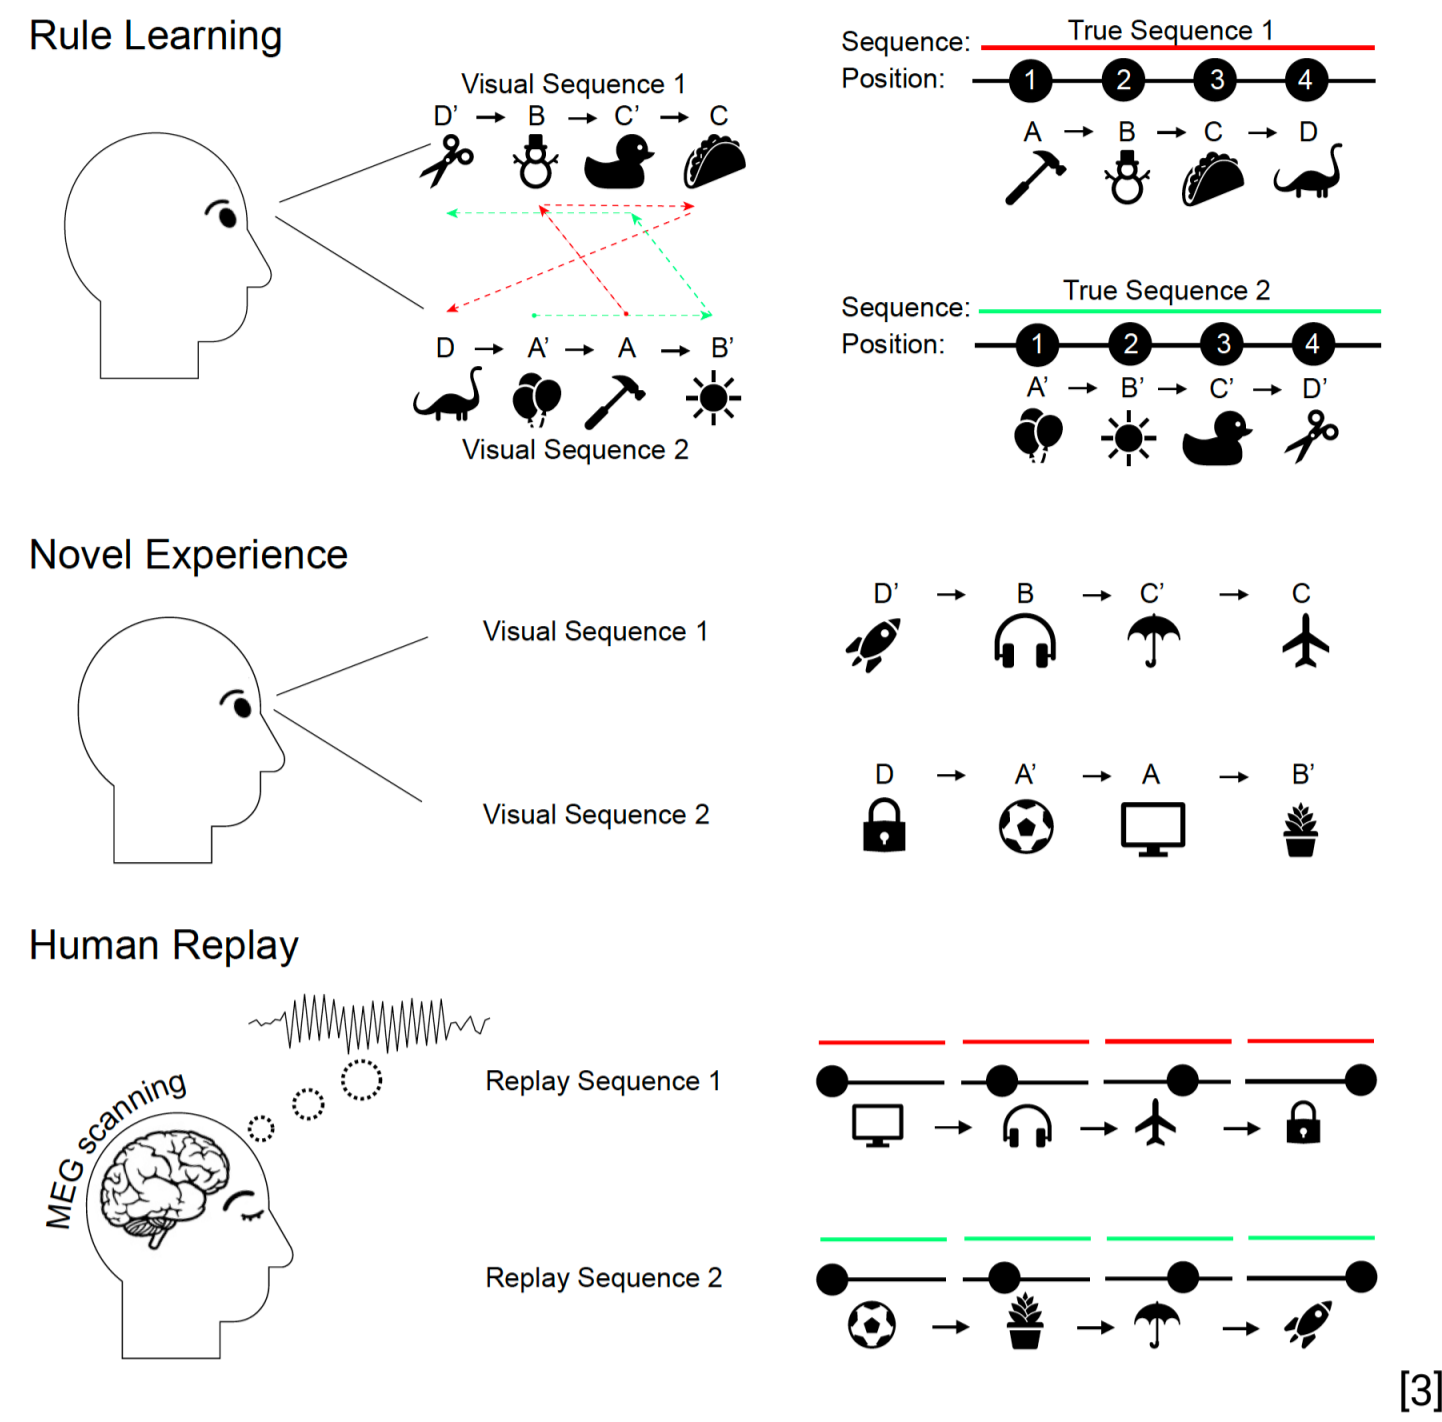 Rule Learning
Visual Sequence 1
D’ → B → C’ → C
D → A’ → A → B’
Visual Sequence 2
Sequence: True Sequence 1
Position: 1 2 3 4
A → B → C → D
Sequence: True Sequence 2
Position: 1 2 3 4
A’ → B’ → C’ → D’
Novel Experience
Visual Sequence 1
D’ → B → C’ → C
Visual Sequence 2
D → A’ → A → B’
Human Replay
MEG scanning
Replay Sequence 1
Replay Sequence 2
[3]